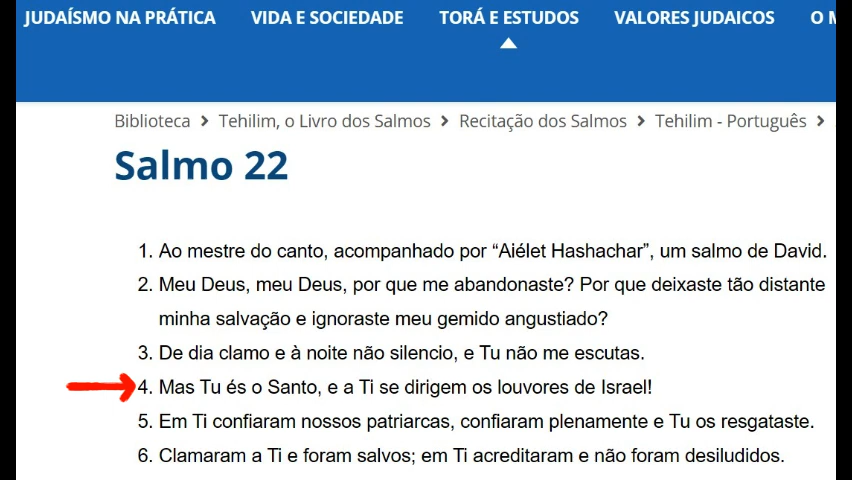 JUDAÍSMO NA PRÁTICA VIDA E SOCIEDADE TORÁ E ESTUDOS VALORES JUDAICOS O
Biblioteca > Tehilim, o Livro dos Salmos > Recitação dos Salmos > Tehilim - Português >
Salmo 22
1. Ao mestre do canto, acompanhado por “Aiélet Hashachar”, um salmo de David.
2. Meu Deus, meu Deus, por que me abandonaste? Por que deixaste tão distante
minha salvação e ignoraste meu gemido angustiado?
3. De dia clamo e à noite não silencio, e Tu não me escutas.
4. Mas Tu és o Santo, e a Ti se dirigem os louvores de Israel!
5. Em Ti confiaram nossos patriarcas, confiaram plenamente e Tu os resgataste.
6. Clamaram a Ti e foram salvos; em Ti acreditaram e não foram desiludidos.